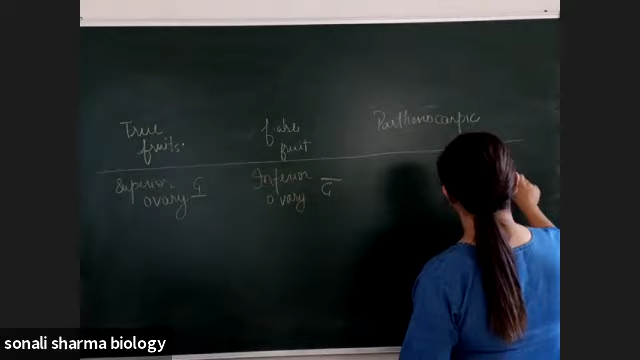 True
fruits.
false
fruit
Parthenocarpic
Superior
ovary G
Inferior
ovary G
sonali sharma biology